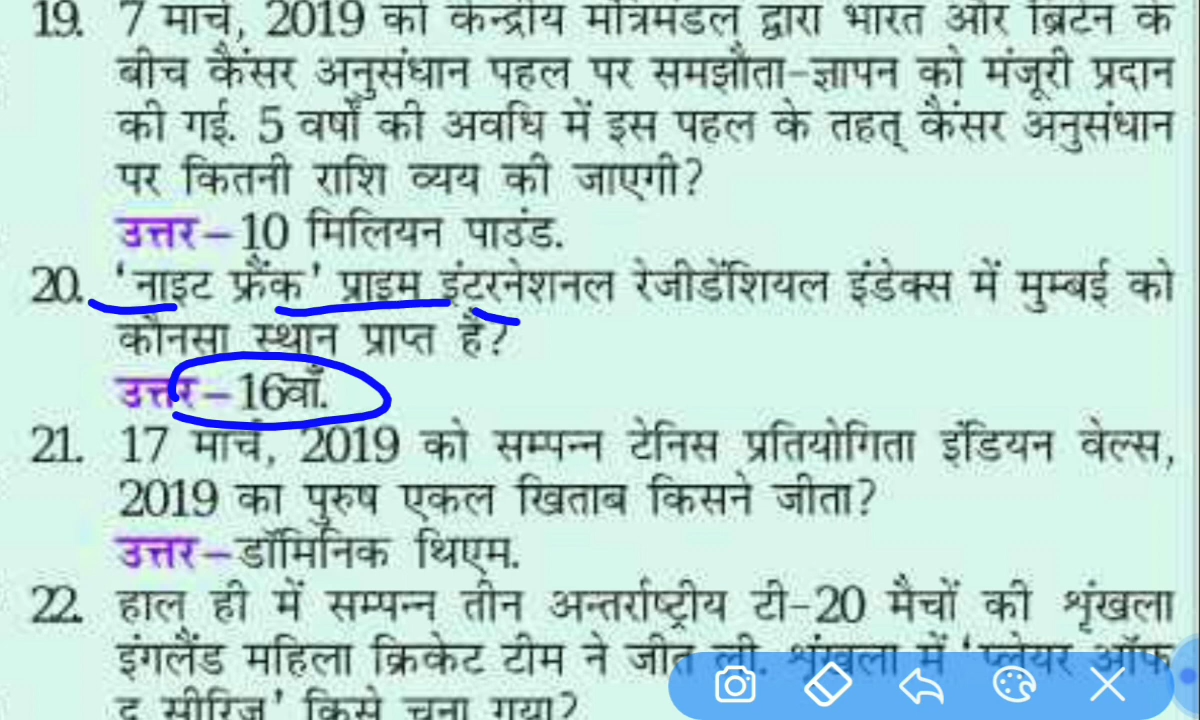 19. 7 मार्च, 2019 को केन्द्रीय मंत्रिमंडल द्वारा भारत और ब्रिटेन के
बीच कैंसर अनुसंधान पहल पर समझौता-ज्ञापन को मंजूरी प्रदान
की गई. 5 वर्षों की अवधि में इस पहल के तहत् कैंसर अनुसंधान
पर कितनी राशि व्यय की जाएगी?
उत्तर–10 मिलियन पाउंड.
20. 'नाइट फ्रैंक' प्राइम इंटरनेशनल रेजीडेंशियल इंडेक्स में मुम्बई को
कौनसा स्थान प्राप्त है?
उत्तर–16वाँ.
21. 17 मार्च, 2019 को सम्पन्न टेनिस प्रतियोगिता इंडियन वेल्स,
2019 का पुरुष एकल खिताब किसने जीता?
उत्तर–डॉमिनिक थिएम.
22. हाल ही में सम्पन्न तीन अन्तर्राष्ट्रीय टी-20 मैचों की शृंखला
इंगलैंड महिला क्रिकेट टीम ने जीत ली. शृंखला में 'प्लेयर ऑफ
द सीरिज' किसे चुना गया?